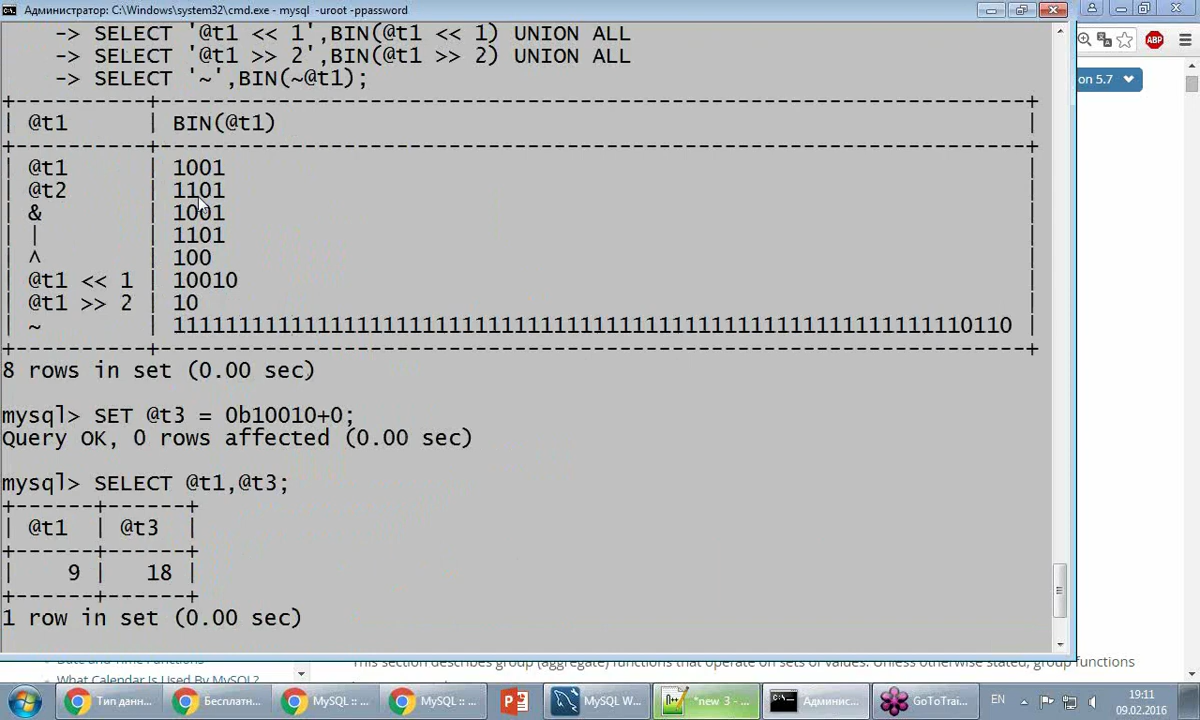 Администратор: C:\Windows\system32\cmd.exe - mysql -uroot -ppassword
-> SELECT '@t1 << 1',BIN(@t1 << 1) UNION ALL
-> SELECT '@t1 >> 2',BIN(@t1 >> 2) UNION ALL
-> SELECT '~',BIN(~@t1);
+----------+------------------------------------------------------------------+
| @t1 | BIN(@t1) |
+----------+------------------------------------------------------------------+
| @t1 | 1001 |
| @t2 | 1101 |
| & | 1001 |
| | | 1101 |
| ^ | 100 |
| @t1 << 1 | 10010 |
| @t1 >> 2 | 10 |
| ~ | 1111111111111111111111111111111111111111111111111111111111110110 |
+----------+------------------------------------------------------------------+
8 rows in set (0.00 sec)
mysql> SET @t3 = 0b10010+0;
Query OK, 0 rows affected (0.00 sec)
mysql> SELECT @t1,@t3;
+------+------+
| @t1 | @t3 |
+------+------+
| 9 | 18 |
+------+------+
1 row in set (0.00 sec)
ABP
on 5.7
Date and Time Functions
What Calendar Is Used By MySQL?
This section describes group (aggregate) functions that operate on sets of values. Unless otherwise stated, group functions
Тип данн...
Бесплатн...
MySQL :: ...
MySQL :: ...
MySQL W...
*new 3 - ...
Админис...
GoToTrai...
EN
19:11
09.02.2016